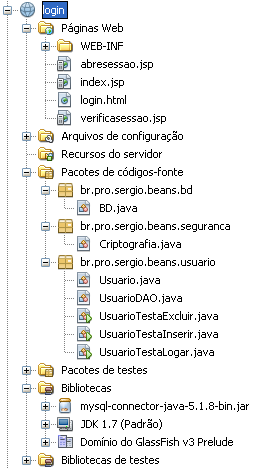 login
Páginas Web
WEB-INF
abresessao.jsp
index.jsp
login.html
verificasessao.jsp
Arquivos de configuração
Recursos do servidor
Pacotes de códigos-fonte
br.pro.sergio.beans.bd
BD.java
br.pro.sergio.beans.seguranca
Criptografia.java
br.pro.sergio.beans.usuario
Usuario.java
UsuarioDAO.java
UsuarioTestaExcluir.java
UsuarioTestaInserir.java
UsuarioTestaLogar.java
Pacotes de testes
Bibliotecas
mysql-connector-java-5.1.8-bin.jar
JDK 1.7 (Padrão)
Domínio do GlassFish v3 Prelude
Bibliotecas de testes